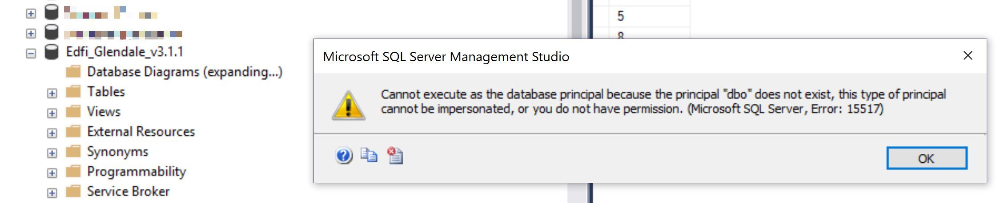 5
8
Edfi_Glendale_v3.1.1
Database Diagrams (expanding...)
Tables
Views
External Resources
Synonyms
Programmability
Service Broker
Microsoft SQL Server Management Studio
Cannot execute as the database principal because the principal "dbo" does not exist, this type of principal
cannot be impersonated, or you do not have permission. (Microsoft SQL Server, Error: 15517)
OK